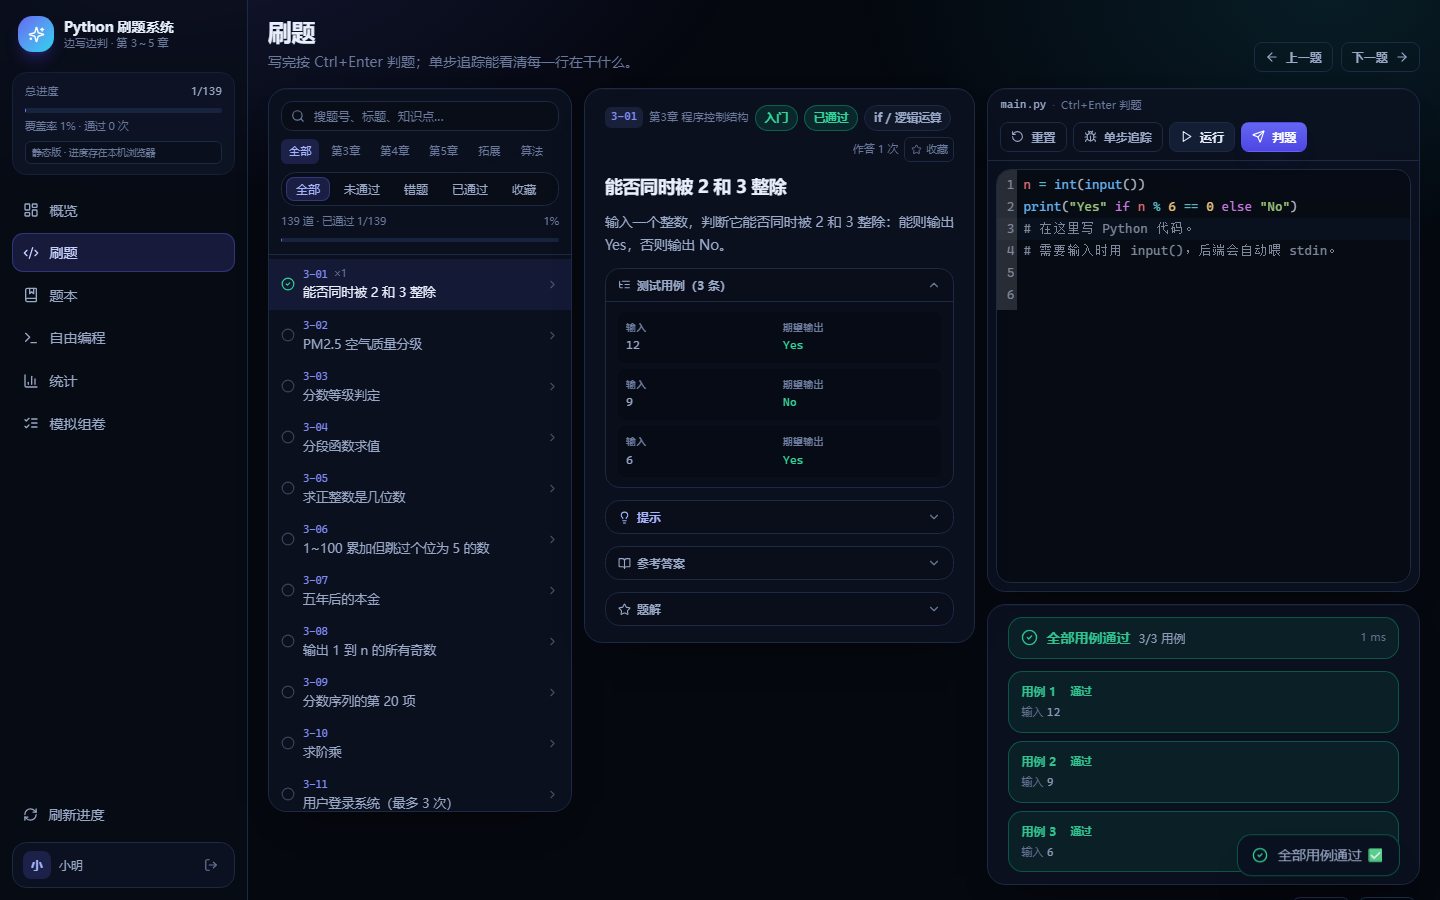 Python 刷题系统
边写边判 · 第 3 ~ 5 章
总进度 1/139
覆盖率 1% · 通过 0 次
静态版 · 进度存在本机浏览器
概览
刷题
题本
自由编程
统计
模拟组卷
刷新进度
小 小明
刷题
写完按 Ctrl+Enter 判题；单步追踪能看清每一行在干什么。
上一题
下一题
搜题号、标题、知识点...
全部 第3章 第4章 第5章 拓展 算法
全部 未通过 错题 已通过 收藏
139 道 · 已通过 1/139 1%
3-01 ×1
能否同时被 2 和 3 整除
3-02
PM2.5 空气质量分级
3-03
分数等级判定
3-04
分段函数求值
3-05
求正整数是几位数
3-06
1~100 累加但跳过个位为 5 的数
3-07
五年后的本金
3-08
输出 1 到 n 的所有奇数
3-09
分数序列的第 20 项
3-10
求阶乘
3-11
用户登录系统（最多 3 次）
3-01 第3章 程序控制结构 入门 已通过 if / 逻辑运算
作答 1 次 收藏
能否同时被 2 和 3 整除
输入一个整数，判断它能否同时被 2 和 3 整除：能则输出
Yes，否则输出 No。
测试用例（3 条）
输入 期望输出
12 Yes
输入 期望输出
9 No
输入 期望输出
6 Yes
提示
参考答案
题解
main.py · Ctrl+Enter 判题
重置 单步追踪 运行 判题
1 n = int(input())
2 print("Yes" if n % 6 == 0 else "No")
3 # 在这里写 Python 代码。
4 # 需要输入时用 input()，后端会自动喂 stdin。
5
6
全部用例通过 3/3 用例 1 ms
用例 1 通过
输入 12
用例 2 通过
输入 9
用例 3 通过
输入 6
全部用例通过 ✅